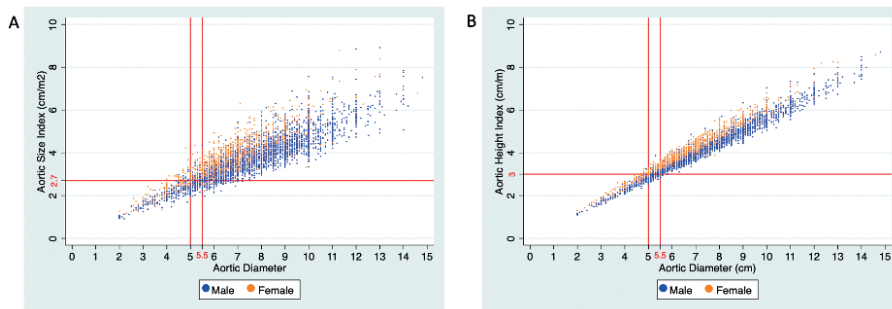 A
Aortic Size Index (cm/m2)
10
8
6
4
2.7
2
0
0 1 2 3 4 5 5.5 6 7 8 9 10 11 12 13 14 15
Aortic Diameter
Male Female
B
Aortic Height Index (cm/m)
10
8
6
4
3
2
0
0 1 2 3 4 5 5.5 6 7 8 9 10 11 12 13 14 15
Aortic Diameter (cm)
Male Female